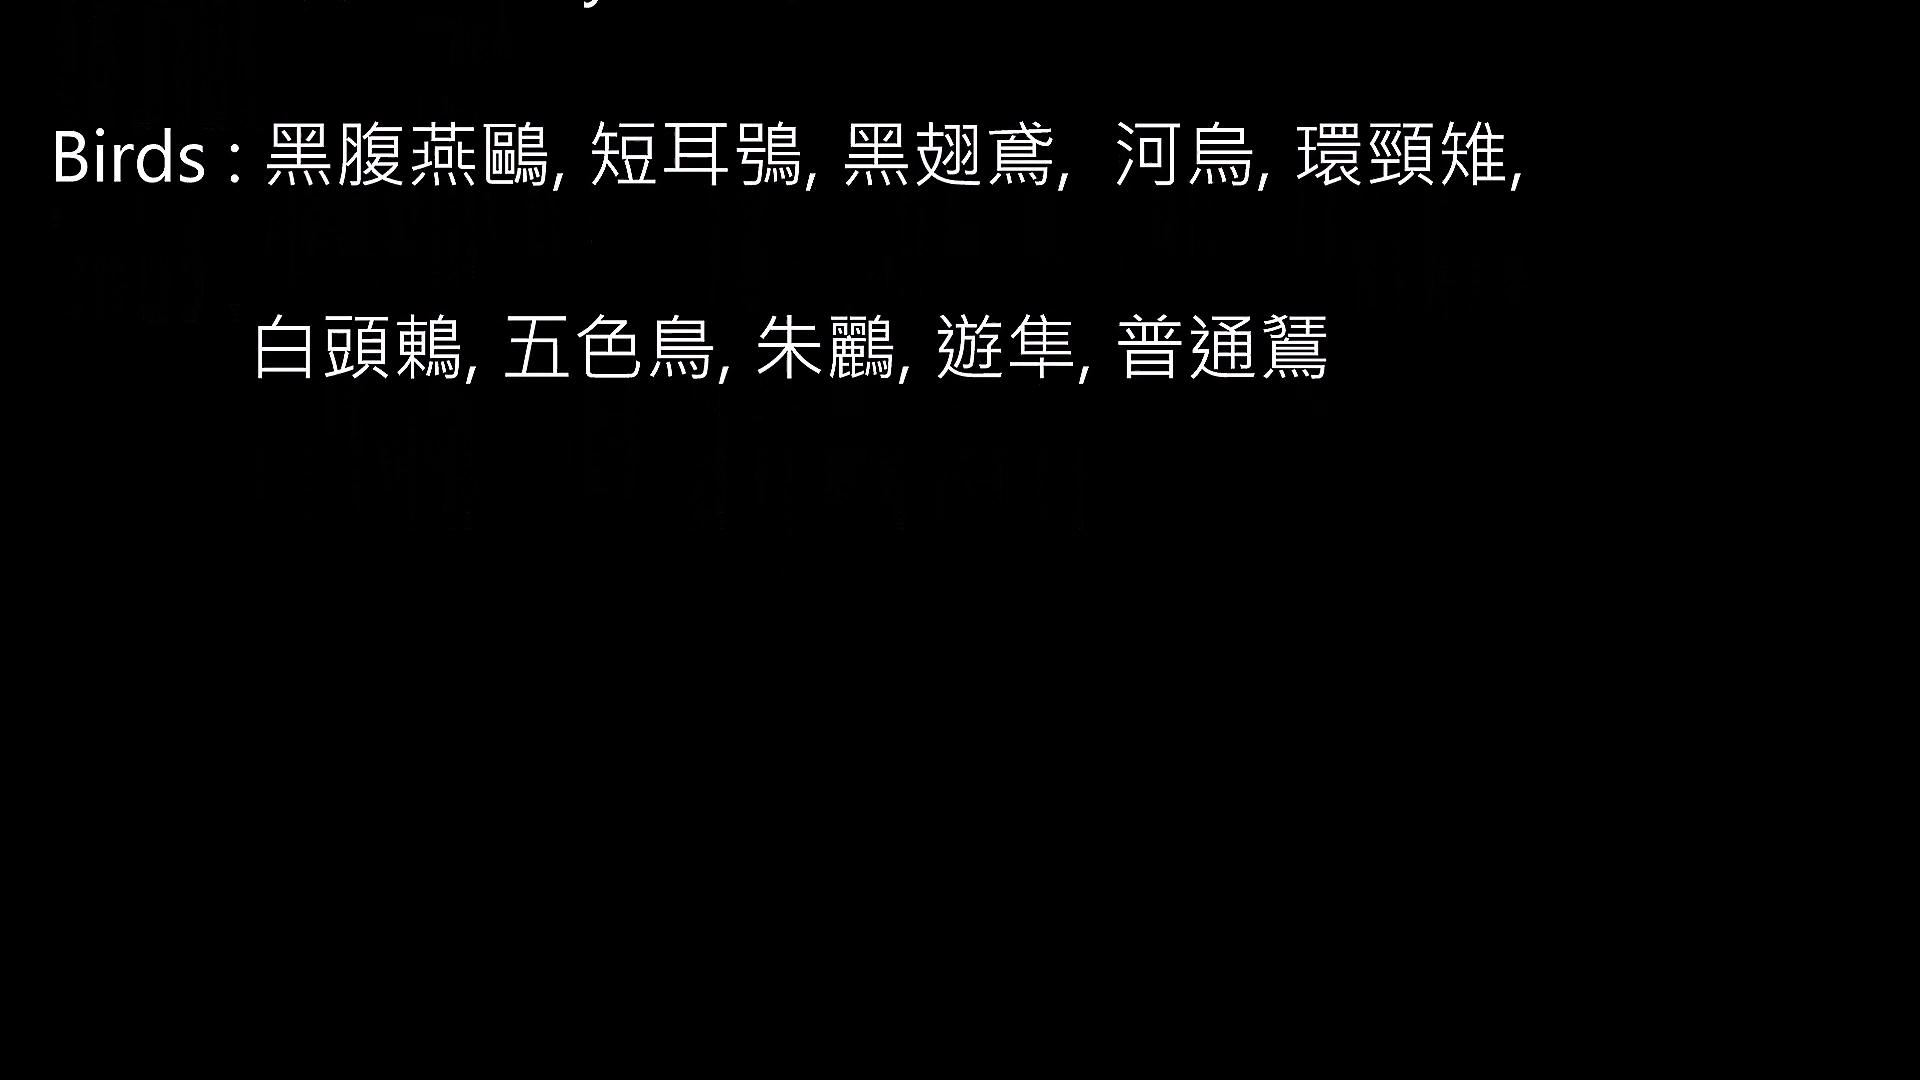 Birds : 黑腹燕鷗, 短耳鴞, 黑翅鳶, 河烏, 環頸雉,
白頭鶇, 五色鳥, 朱鸝, 遊隼, 普通鵟